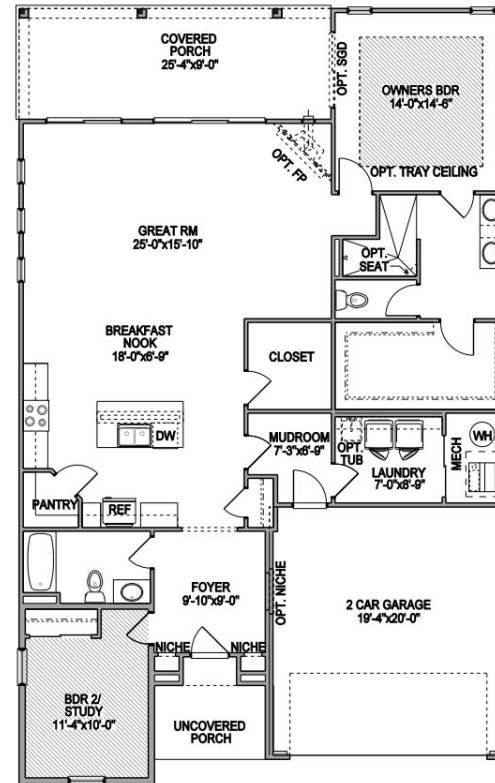 COVERED
PORCH
25'-4"x9'-0"
OPT. SGD
OWNERS BDR
14'-0"x14'-6"
OPT. TRAY CEILING
OPT. FP
GREAT RM
25'-0"x15'-10"
OPT.
SEAT
BREAKFAST
NOOK
18'-0"x6'-9"
CLOSET
DW
MUDROOM
7'-3"x6'-9"
OPT.
TUB
LAUNDRY
7'-0"x8'-9"
MECH
WH
PANTRY
REF
FOYER
9'-10"x9'-0"
OPT. NICHE
2 CAR GARAGE
19'-4"x20'-0"
NICHE
NICHE
BDR 2/
STUDY
11'-4"x10'-0"
UNCOVERED
PORCH